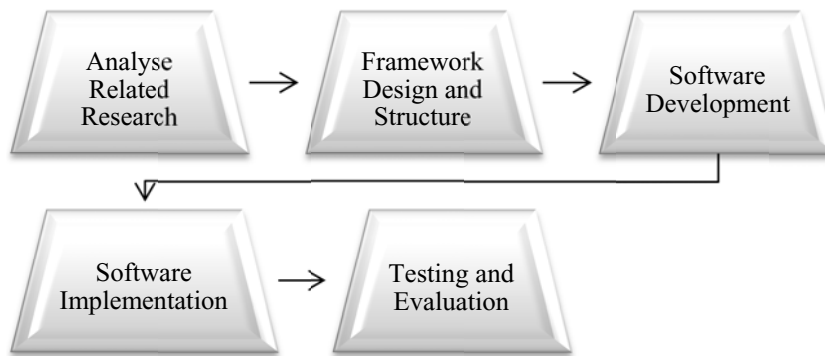 Analyse
Related
Research
Framework
Design and
Structure
Software
Development
Software
Implementation
Testing and
Evaluation